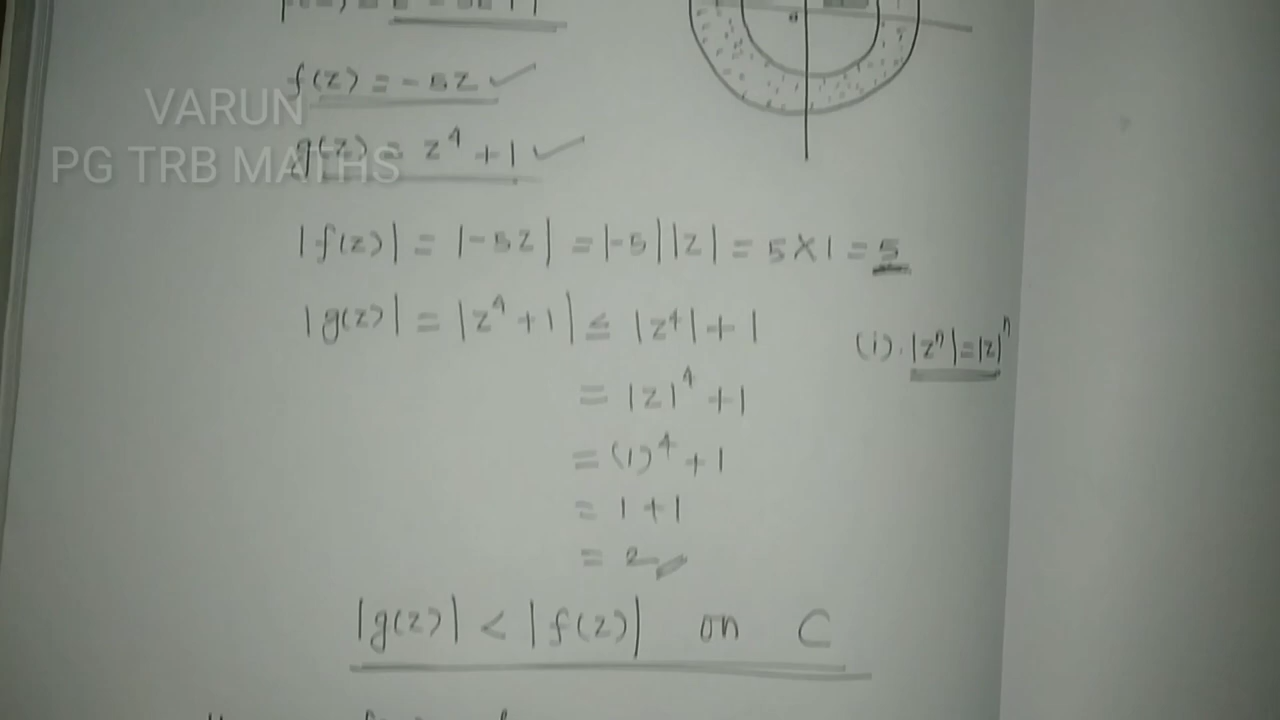 f(z) = -5z
VARUN
g(z) = z⁴ + 1
PG TRB MATHS
|f(z)| = |-5z| = |-5| |z| = 5 × 1 = 5
|g(z)| = |z⁴ + 1| ≤ |z⁴| + 1
(i). |zⁿ| = |z|ⁿ
= |z|⁴ + 1
= (1)⁴ + 1
= 1 + 1
= 2
|g(z)| < |f(z)| on C